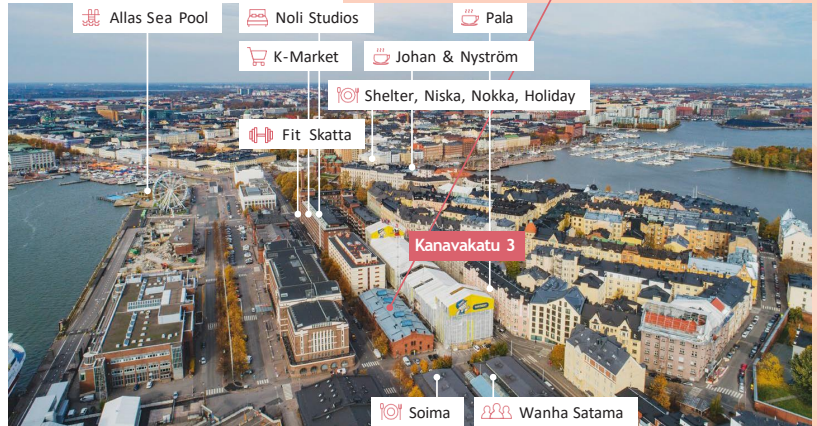 Allas Sea Pool
Noli Studios
Pala
K-Market
Johan & Nyström
Shelter, Niska, Nokka, Holiday
Fit Skatta
Kanavakatu 3
Soima
Wanha Satama